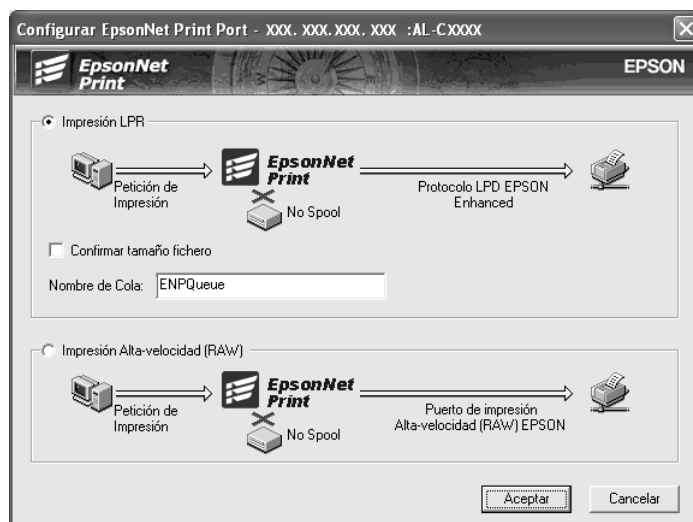 Configurar EpsonNet Print Port - XXX. XXX. XXX. XXX :AL-CXXXX
EpsonNet
Print
EPSON
Impresión LPR
Petición de
Impresión
EpsonNet
Print
No Spool
Protocolo LPD EPSON
Enhanced
Confirmar tamaño fichero
Nombre de Cola: ENPQueue
Impresión Alta-velocidad (RAW)
Petición de
Impresión
EpsonNet
Print
No Spool
Puerto de impresión
Alta-velocidad (RAW) EPSON
Aceptar
Cancelar